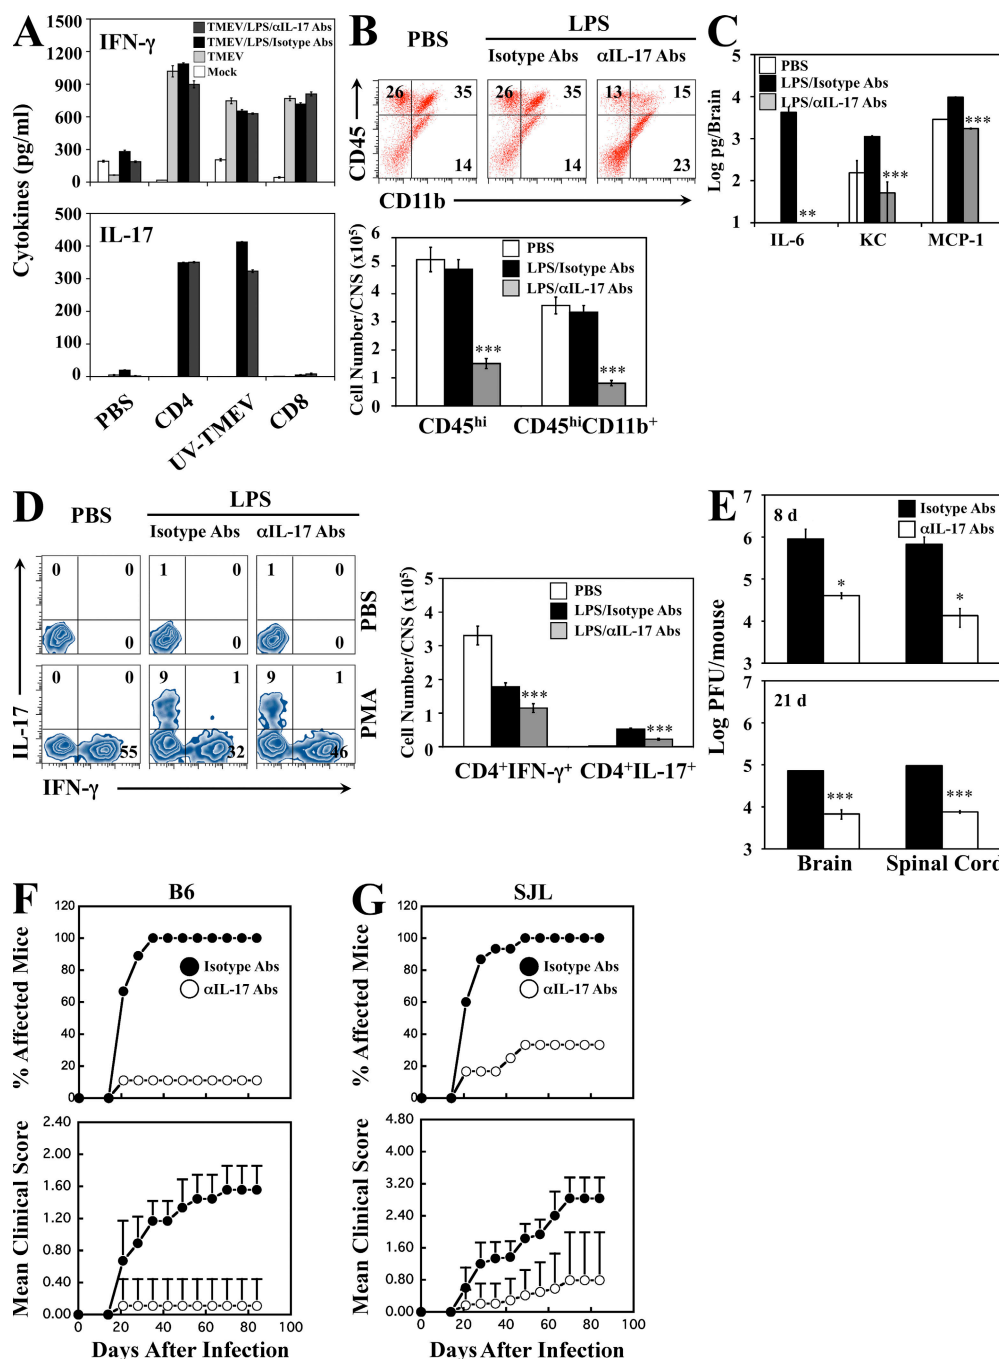 A
IFN-γ
TMEV/LPS/αIL-17 Abs
TMEV/LPS/Isotype Abs
TMEV
Mock
1500
1200
900
600
300
0
Cytokines (pg/ml)
IL-17
500
400
300
200
100
0
PBS CD4 UV-TMEV CD8
B
PBS
LPS
Isotype Abs αIL-17 Abs
26 35 26 35 13 15
14 14 23
CD45
CD11b
Cell Number/CNS (x10⁵)
6
5
4
3
2
1
0
PBS
LPS/Isotype Abs
LPS/αIL-17 Abs
***
***
CD45hi CD45hiCD11b+
C
Log pg/Brain
5
4
3
2
1
PBS
LPS/Isotype Abs
LPS/αIL-17 Abs
**
***
***
IL-6 KC MCP-1
D
PBS
LPS
Isotype Abs αIL-17 Abs
0 0 1 0 1 0
0 0 0
PBS
0 0 9 1 9 1
55 32 46
PMA
IL-17
IFN-γ
Cell Number/CNS (x10⁵)
5
4
3
2
1
0
PBS
LPS/Isotype Abs
LPS/αIL-17 Abs
***
***
CD4+IFN-γ+ CD4+IL-17+
E
Log PFU/mouse
7
6
5
4
3
8 d
Isotype Abs
αIL-17 Abs
*
*
7
6
5
4
3
21 d
***
***
Brain Spinal Cord
F
B6
% Affected Mice
120
100
80
60
40
20
0
Isotype Abs
αIL-17 Abs
Mean Clinical Score
2.40
2.00
1.60
1.20
0.80
0.40
0.00
0 20 40 60 80 100
Days After Infection
G
SJL
% Affected Mice
120
100
80
60
40
20
0
Isotype Abs
αIL-17 Abs
Mean Clinical Score
4.80
4.00
3.20
2.40
1.60
0.80
0.00
0 20 40 60 80 100
Days After Infection